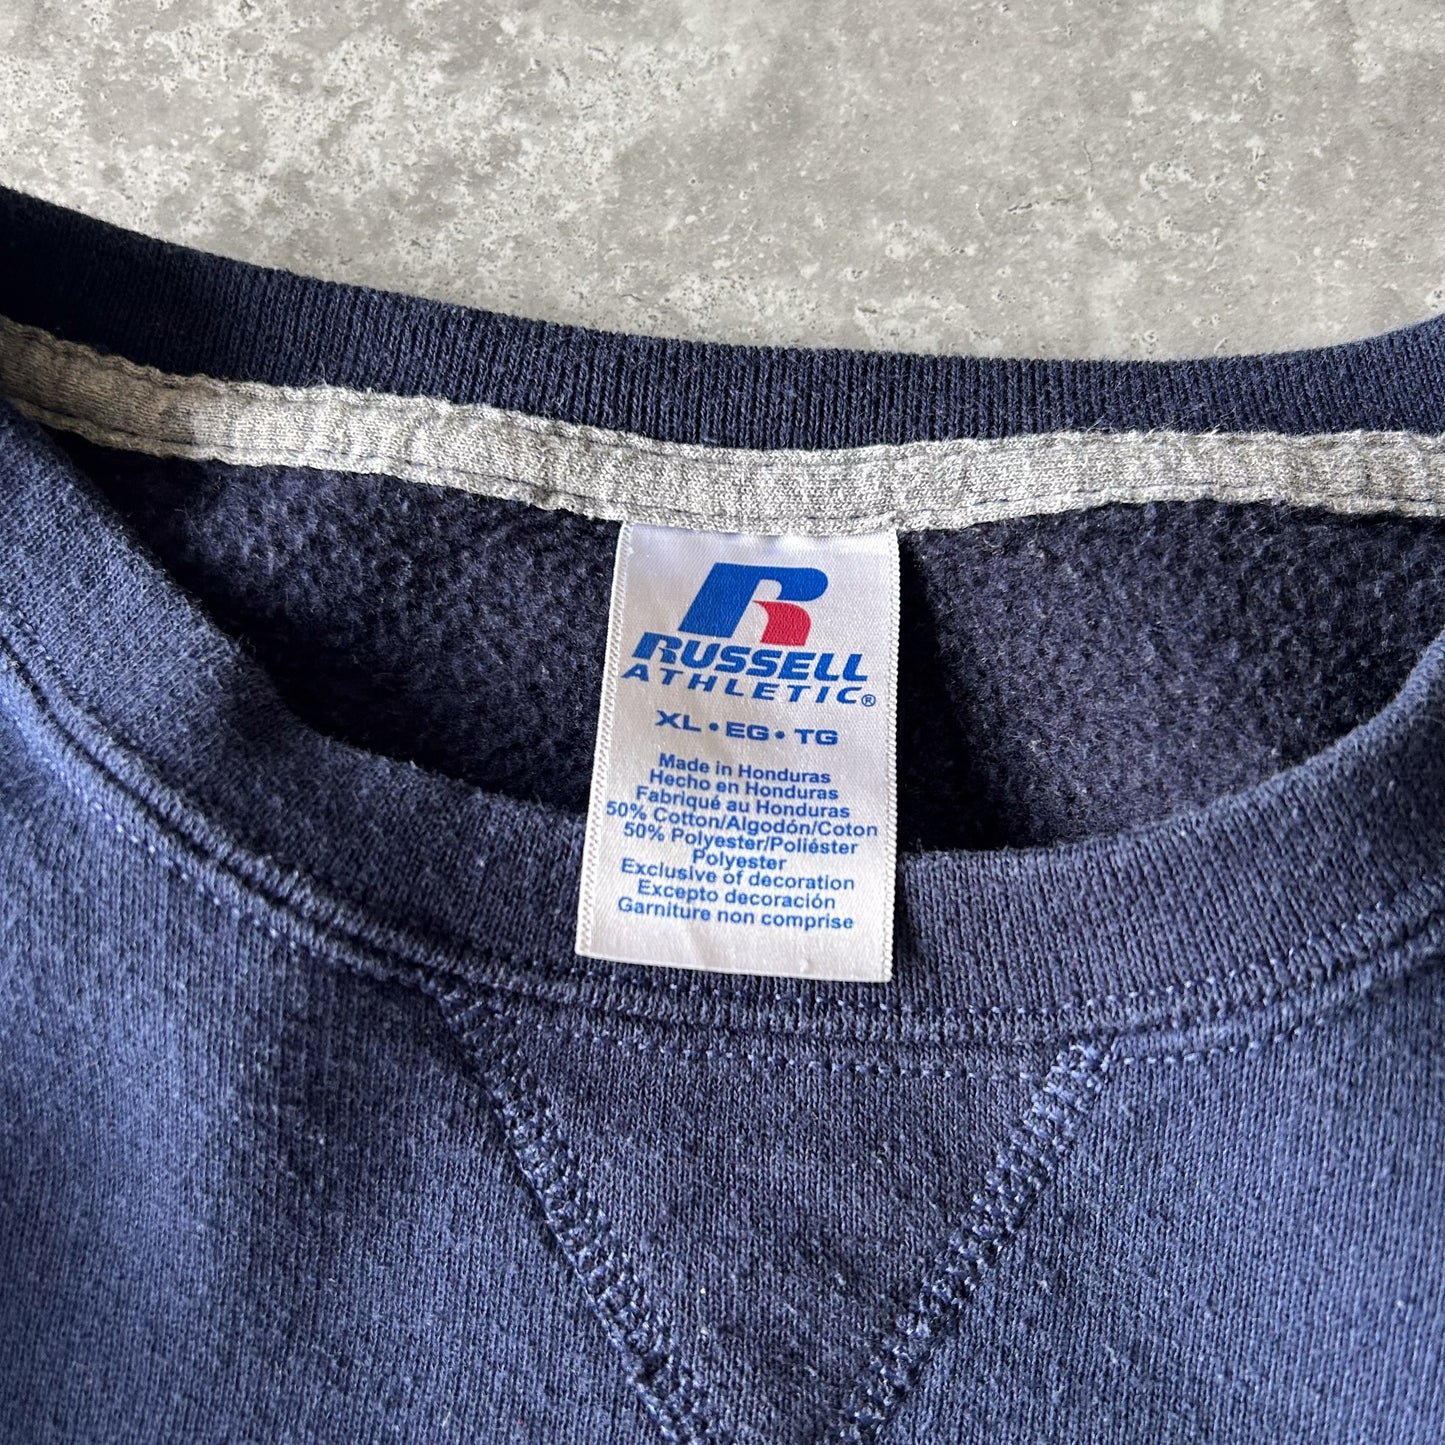 R
RUSSELL
ATHLETIC®
XL • EG • TG
Made in Honduras
Hecho en Honduras
Fabriqué au Honduras
50% Cotton/Algodón/Coton
50% Polyester/Poliéster
Polyester
Exclusive of decoration
Excepto decoración
Garniture non comprise